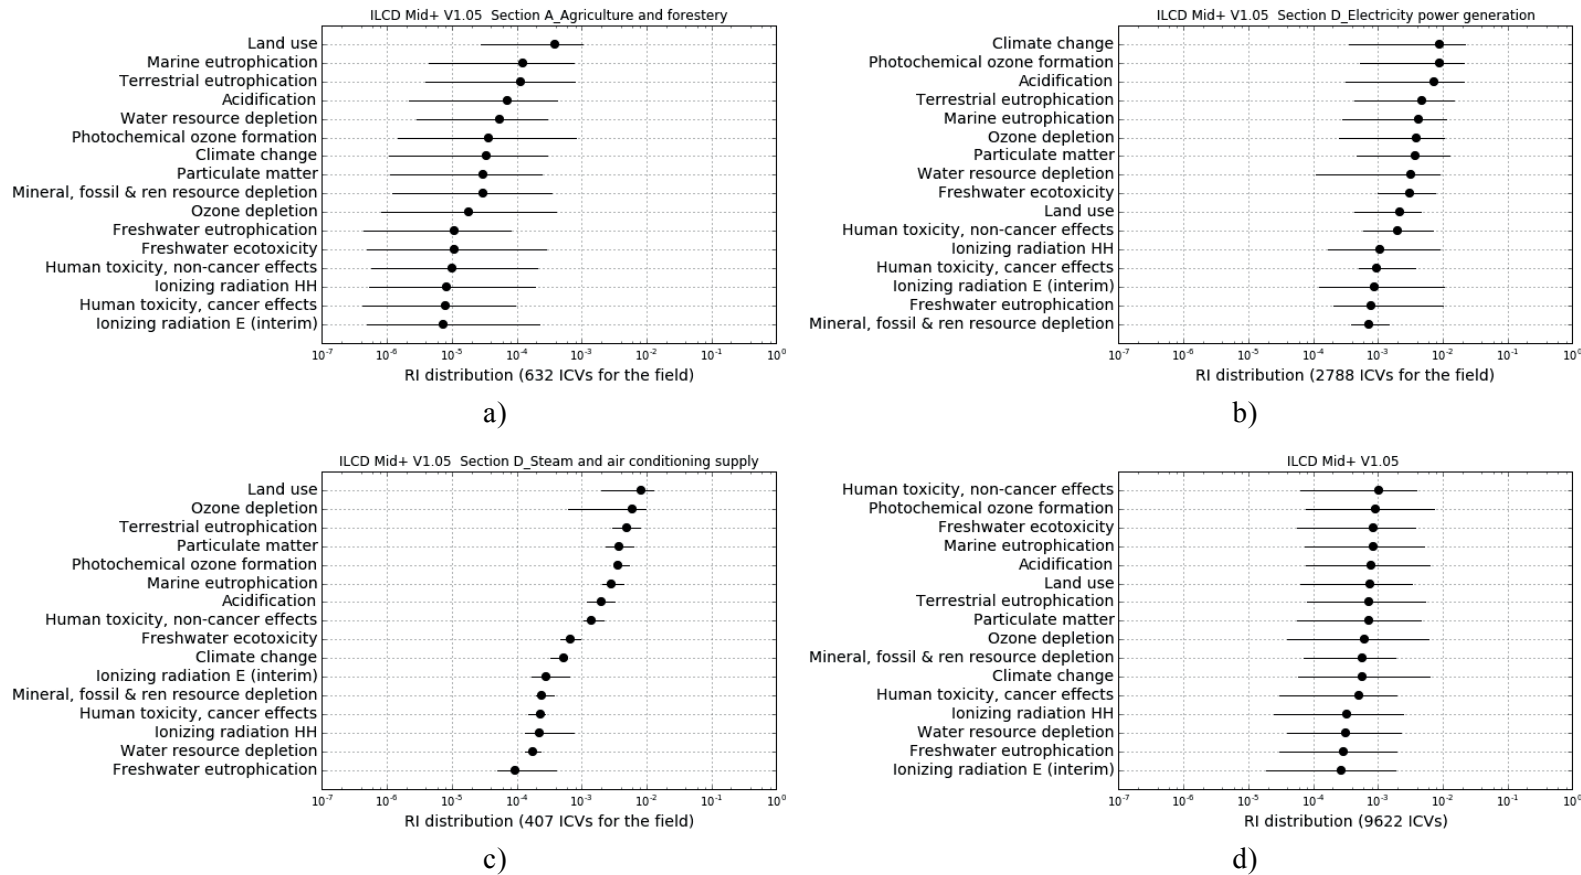 ILCD Mid+ V1.05 Section A_Agriculture and forestery
Land use
Marine eutrophication
Terrestrial eutrophication
Acidification
Water resource depletion
Photochemical ozone formation
Climate change
Particulate matter
Mineral, fossil & ren resource depletion
Ozone depletion
Freshwater eutrophication
Freshwater ecotoxicity
Human toxicity, non-cancer effects
Ionizing radiation HH
Human toxicity, cancer effects
Ionizing radiation E (interim)
10⁻⁷ 10⁻⁶ 10⁻⁵ 10⁻⁴ 10⁻³ 10⁻² 10⁻¹ 10⁰
RI distribution (632 ICVs for the field)
a)
ILCD Mid+ V1.05 Section D_Electricity power generation
Climate change
Photochemical ozone formation
Acidification
Terrestrial eutrophication
Marine eutrophication
Ozone depletion
Particulate matter
Water resource depletion
Freshwater ecotoxicity
Land use
Human toxicity, non-cancer effects
Ionizing radiation HH
Human toxicity, cancer effects
Ionizing radiation E (interim)
Freshwater eutrophication
Mineral, fossil & ren resource depletion
10⁻⁷ 10⁻⁶ 10⁻⁵ 10⁻⁴ 10⁻³ 10⁻² 10⁻¹ 10⁰
RI distribution (2788 ICVs for the field)
b)
ILCD Mid+ V1.05 Section D_Steam and air conditioning supply
Land use
Ozone depletion
Terrestrial eutrophication
Particulate matter
Photochemical ozone formation
Marine eutrophication
Acidification
Human toxicity, non-cancer effects
Freshwater ecotoxicity
Climate change
Ionizing radiation E (interim)
Mineral, fossil & ren resource depletion
Human toxicity, cancer effects
Ionizing radiation HH
Water resource depletion
Freshwater eutrophication
10⁻⁷ 10⁻⁶ 10⁻⁵ 10⁻⁴ 10⁻³ 10⁻² 10⁻¹ 10⁰
RI distribution (407 ICVs for the field)
c)
ILCD Mid+ V1.05
Human toxicity, non-cancer effects
Photochemical ozone formation
Freshwater ecotoxicity
Marine eutrophication
Acidification
Land use
Terrestrial eutrophication
Particulate matter
Ozone depletion
Mineral, fossil & ren resource depletion
Climate change
Human toxicity, cancer effects
Ionizing radiation HH
Water resource depletion
Freshwater eutrophication
Ionizing radiation E (interim)
10⁻⁷ 10⁻⁶ 10⁻⁵ 10⁻⁴ 10⁻³ 10⁻² 10⁻¹ 10⁰
RI distribution (9622 ICVs)
d)